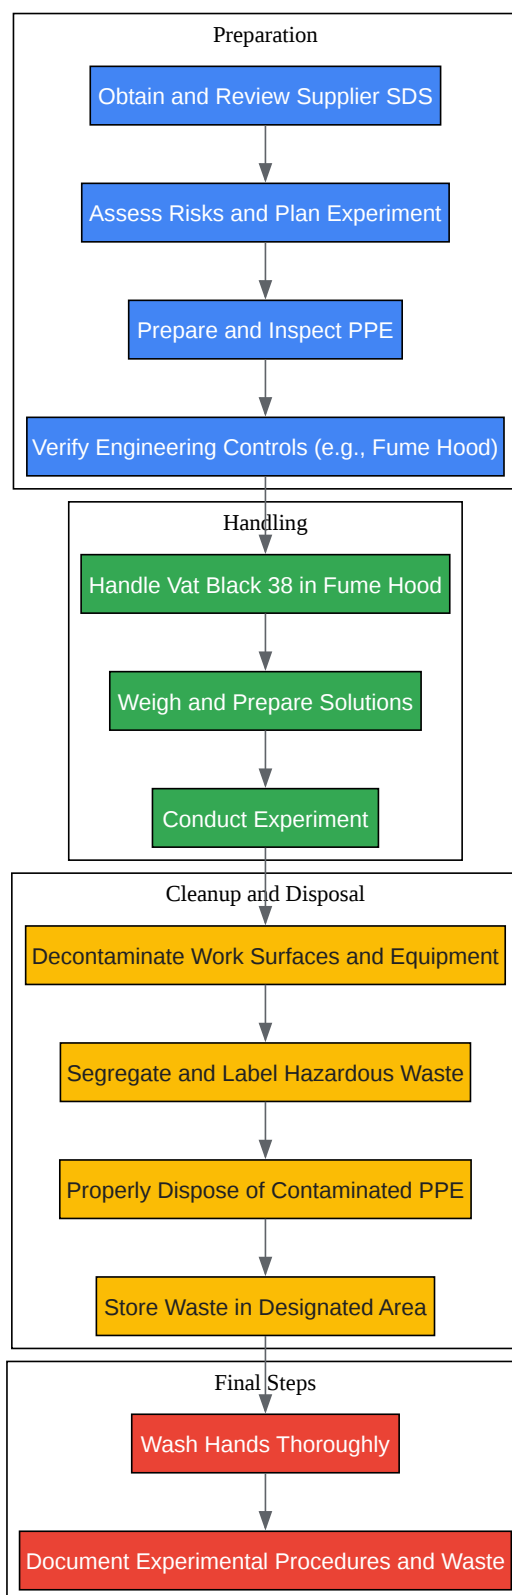 Preparation
Obtain and Review Supplier SDS
Assess Risks and Plan Experiment
Prepare and Inspect PPE
Verify Engineering Controls (e.g., Fume Hood)
Handling
Handle Vat Black 38 in Fume Hood
Weigh and Prepare Solutions
Conduct Experiment
Cleanup and Disposal
Decontaminate Work Surfaces and Equipment
Segregate and Label Hazardous Waste
Properly Dispose of Contaminated PPE
Store Waste in Designated Area
Final Steps
Wash Hands Thoroughly
Document Experimental Procedures and Waste